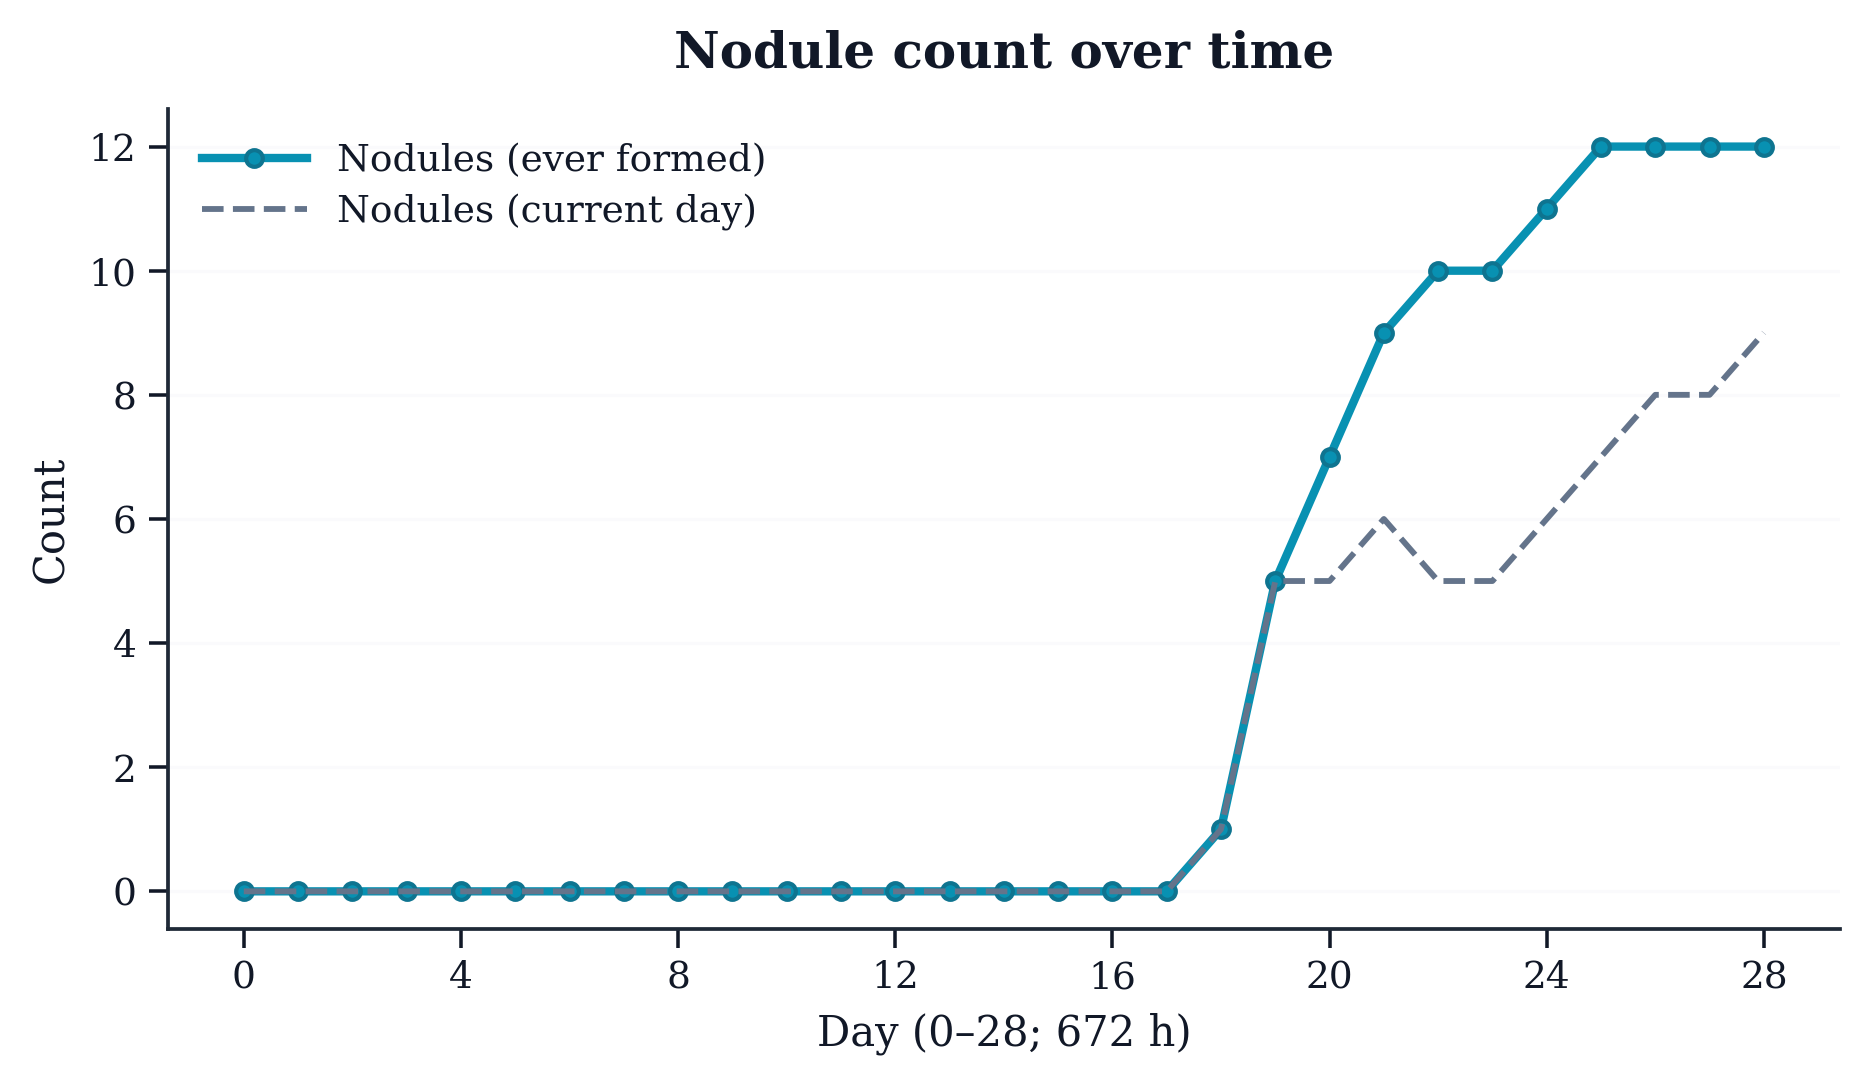 Nodule count over time
Nodules (ever formed)
Nodules (current day)
Count
12
10
8
6
4
2
0
0 4 8 12 16 20 24 28
Day (0–28; 672 h)